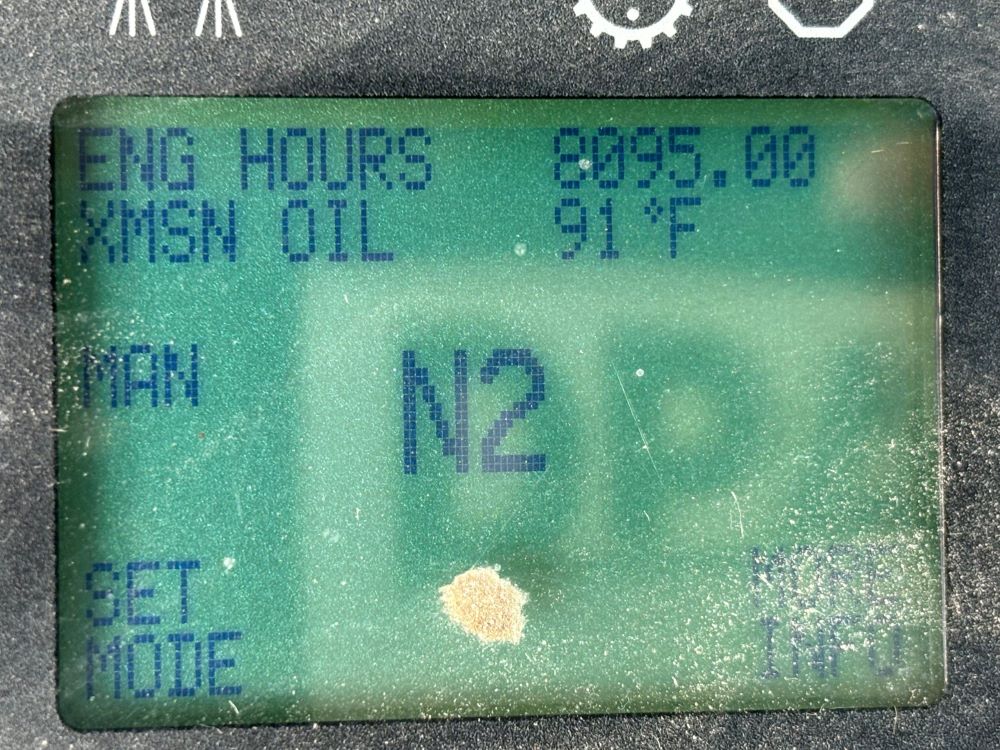 ENG HOURS 8095.00
XMSN OIL 91°F
MAN
N2
SET
MODE
MORE
INFO